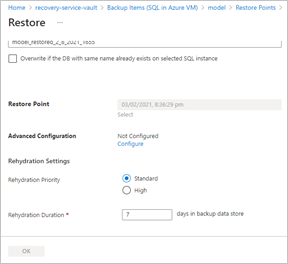 Home > recovery-service-vault > Backup Items (SQL in Azure VM) > model > Restore Points >
Restore ...
model_restored_2_8_2021_1655
Overwrite if the DB with same name already exists on selected SQL instance
Restore Point
03/02/2021, 8:36:29 pm
Select
Advanced Configuration
Not Configured
Configure
Rehydration Settings
Rehydration Priority
Standard
High
Rehydration Duration *
7
days in backup data store
OK